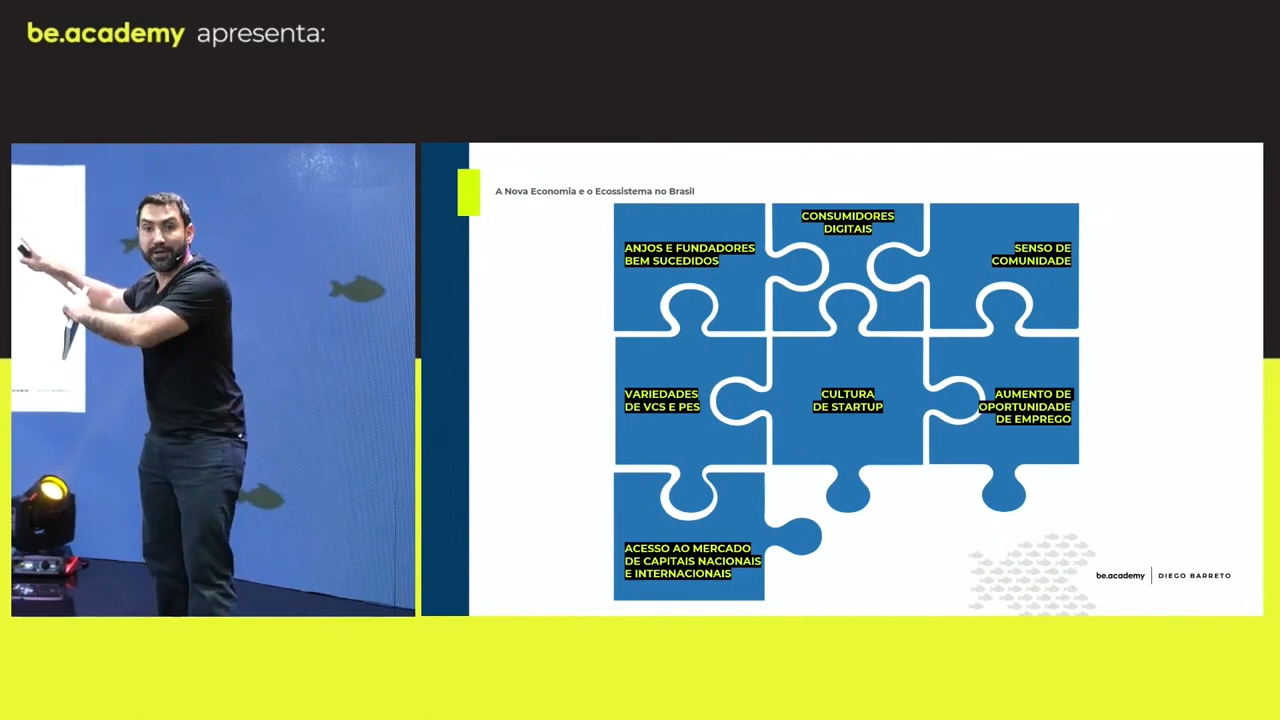 be.academy apresenta:
A Nova Economia e o Ecossistema no Brasil
ANJOS E FUNDADORES
BEM SUCEDIDOS
CONSUMIDORES
DIGITAIS
SENSO DE
COMUNIDADE
VARIEDADES
DE VCS E PES
CULTURA
DE STARTUP
AUMENTO DE
OPORTUNIDADE
DE EMPREGO
ACESSO AO MERCADO
DE CAPITAIS NACIONAIS
E INTERNACIONAIS
be.academy DIEGO BARRETO